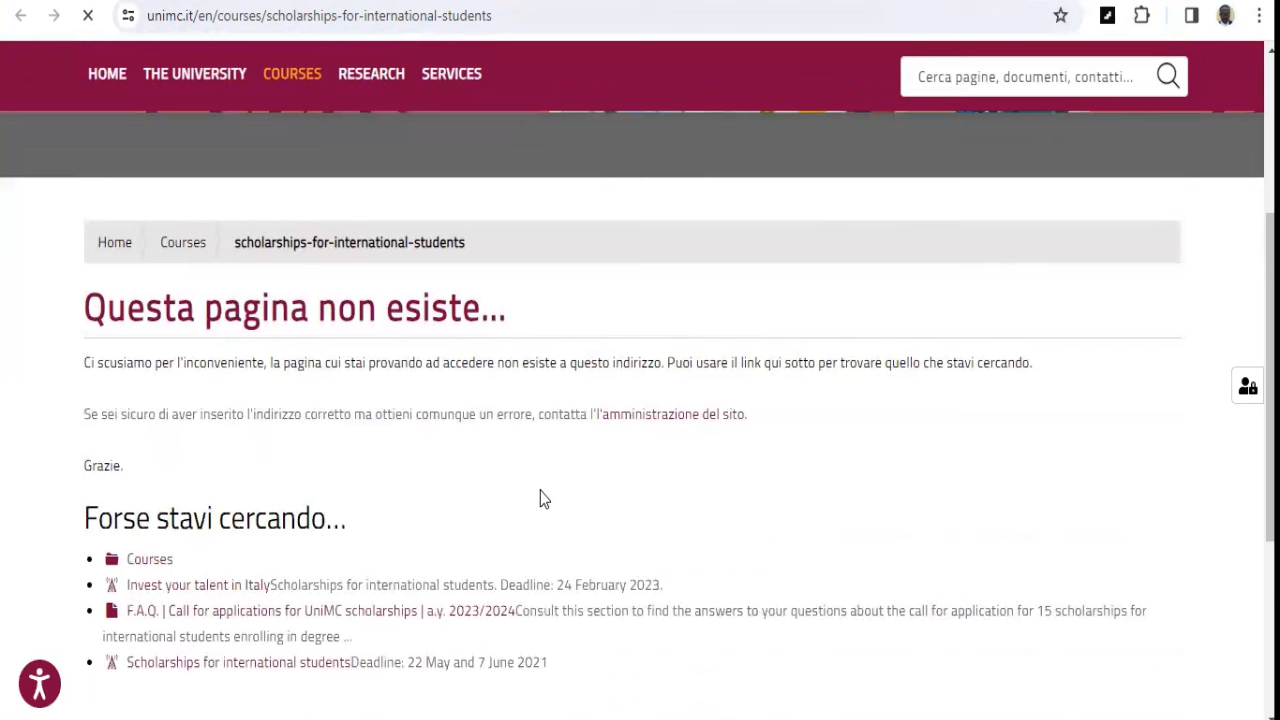 unimc.it/en/courses/scholarships-for-international-students
HOME THE UNIVERSITY COURSES RESEARCH SERVICES
Cerca pagine, documenti, contatti...
Home Courses scholarships-for-international-students
Questa pagina non esiste...
Ci scusiamo per l'inconveniente, la pagina cui stai provando ad accedere non esiste a questo indirizzo. Puoi usare il link qui sotto per trovare quello che stavi cercando.
Se sei sicuro di aver inserito l'indirizzo corretto ma ottieni comunque un errore, contatta l'l'amministrazione del sito.
Grazie.
Forse stavi cercando...
Courses
Invest your talent in ItalyScholarships for international students. Deadline: 24 February 2023.
F.A.Q. | Call for applications for UniMC scholarships | a.y. 2023/2024Consult this section to find the answers to your questions about the call for application for 15 scholarships for
international students enrolling in degree ...
Scholarships for international studentsDeadline: 22 May and 7 June 2021